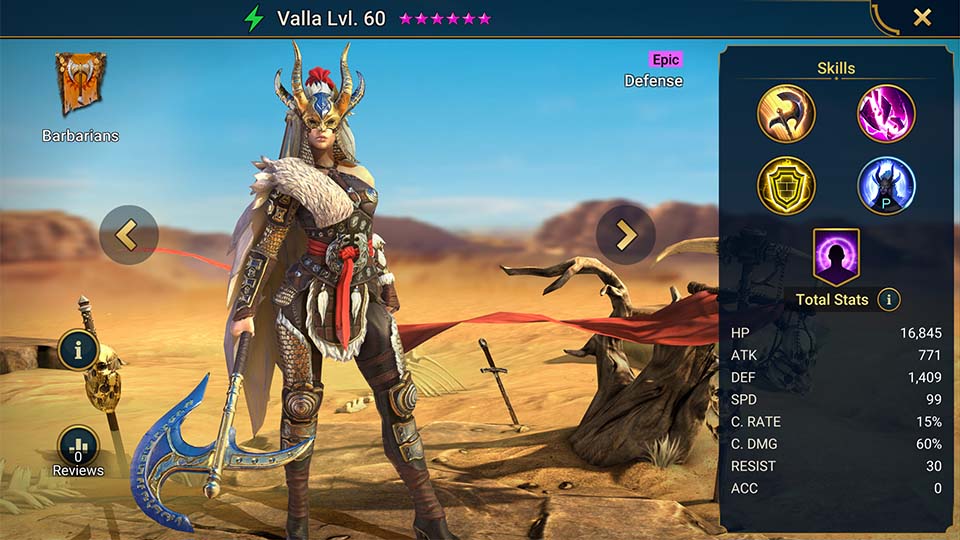 Valla Lvl. 60
Barbarians
Epic
Defense
Skills
P
Total Stats
i
HP 16,845
ATK 771
DEF 1,409
SPD 99
C. RATE 15%
C. DMG 60%
RESIST 30
ACC 0
i
0
Reviews